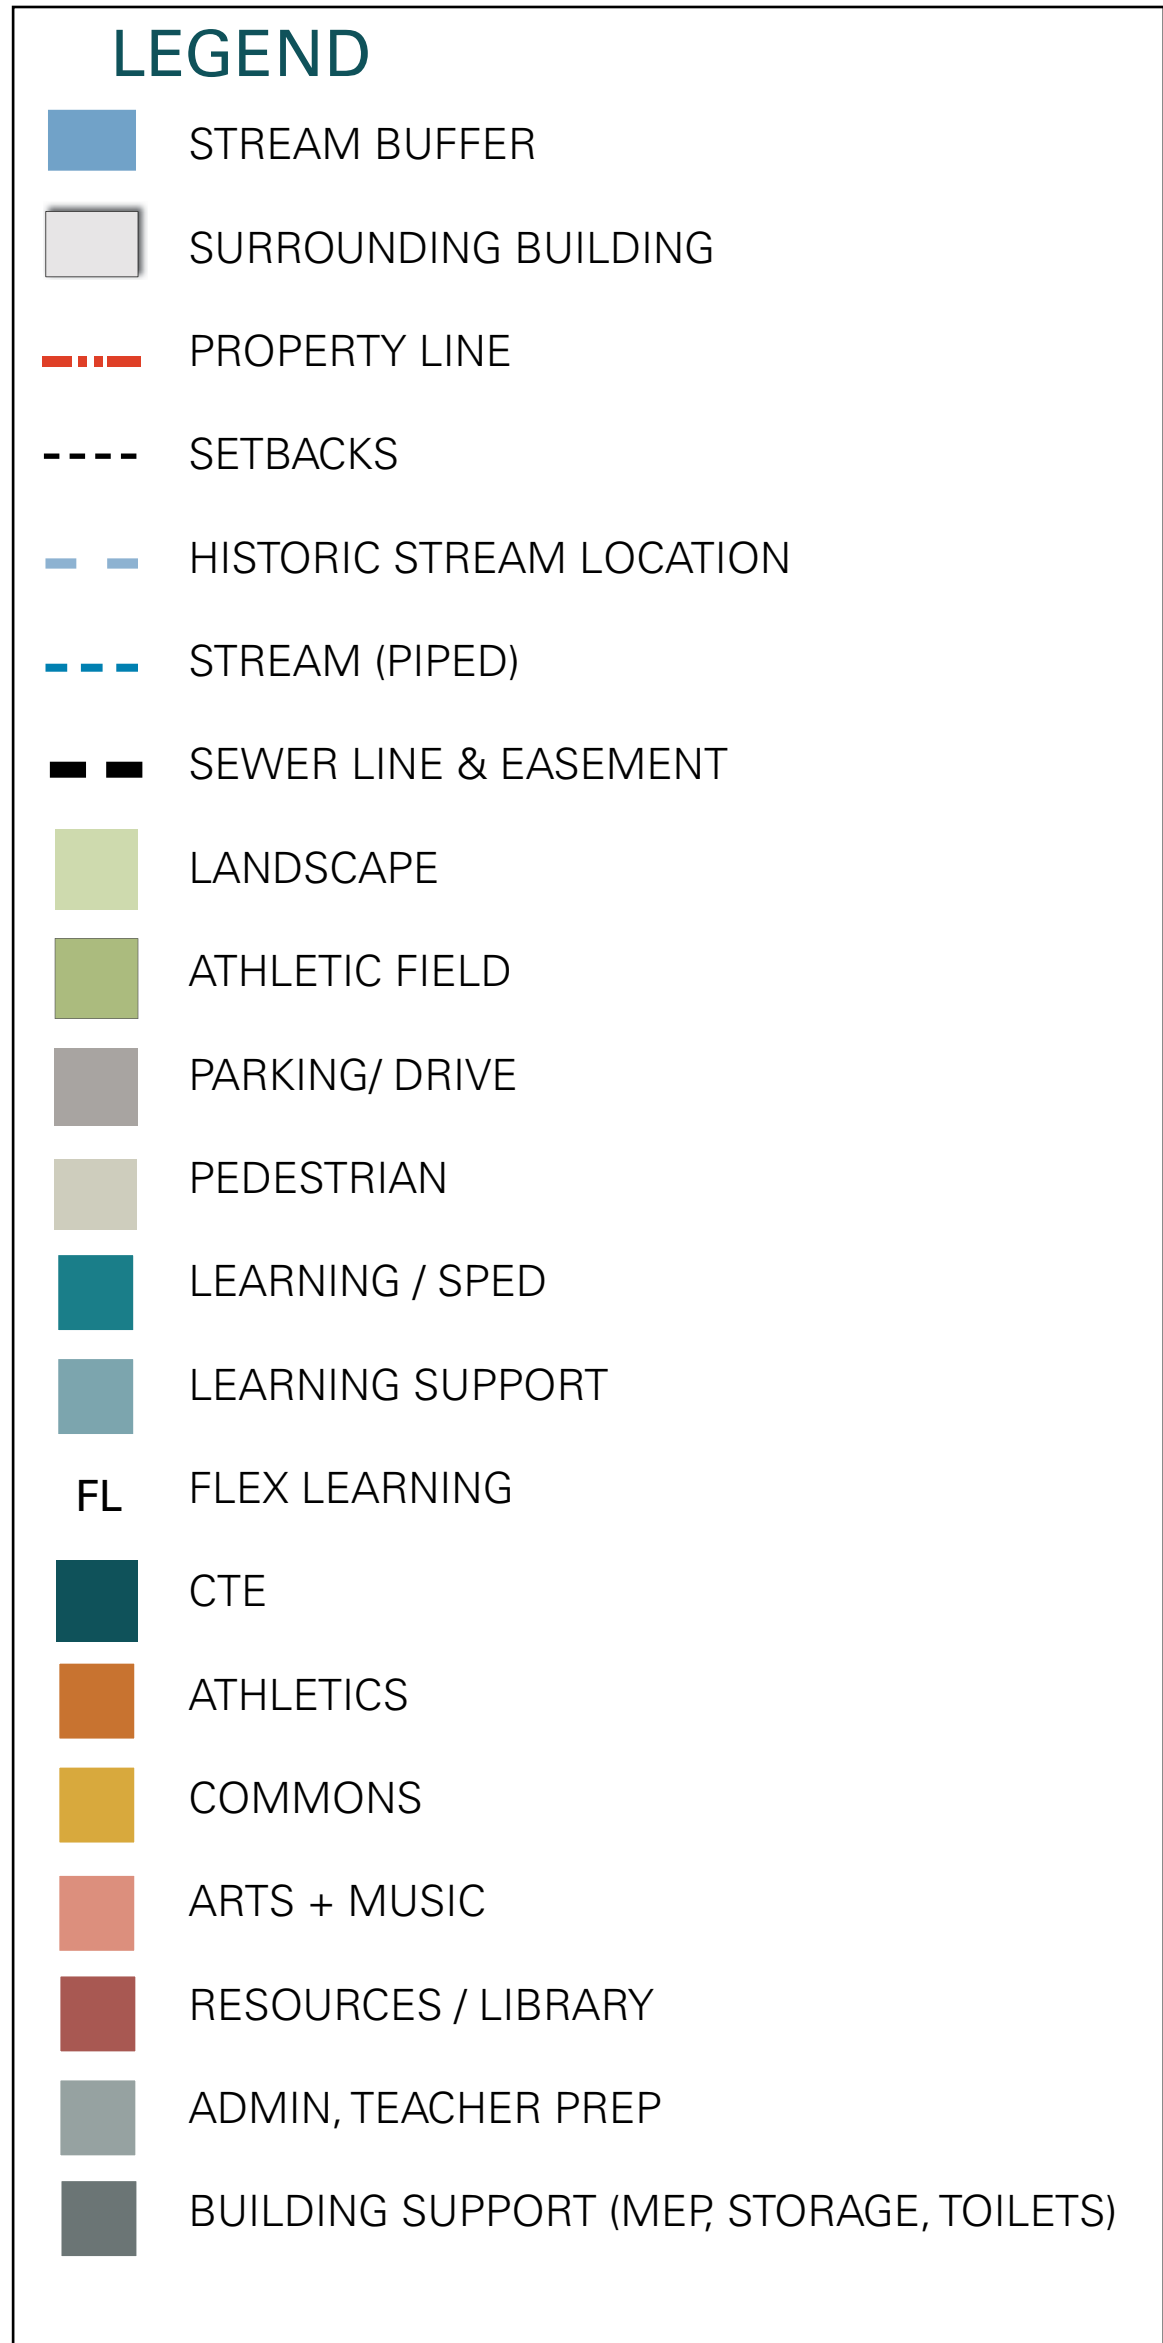 LEGEND
STREAM BUFFER
SURROUNDING BUILDING
PROPERTY LINE
SETBACKS
HISTORIC STREAM LOCATION
STREAM (PIPED)
SEWER LINE & EASEMENT
LANDSCAPE
ATHLETIC FIELD
PARKING/ DRIVE
PEDESTRIAN
LEARNING / SPED
LEARNING SUPPORT
FL FLEX LEARNING
CTE
ATHLETICS
COMMONS
ARTS + MUSIC
RESOURCES / LIBRARY
ADMIN, TEACHER PREP
BUILDING SUPPORT (MEP, STORAGE, TOILETS)